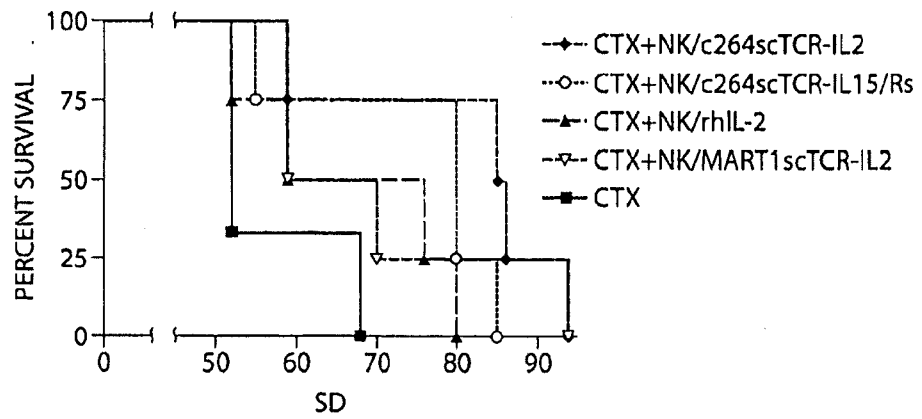 100
75
50
25
0
PERCENT SURVIVAL
0 50 60 70 80 90
SD
CTX+NK/c264scTCR-IL2
CTX+NK/c264scTCR-IL15/Rs
CTX+NK/rhIL-2
CTX+NK/MART1scTCR-IL2
CTX